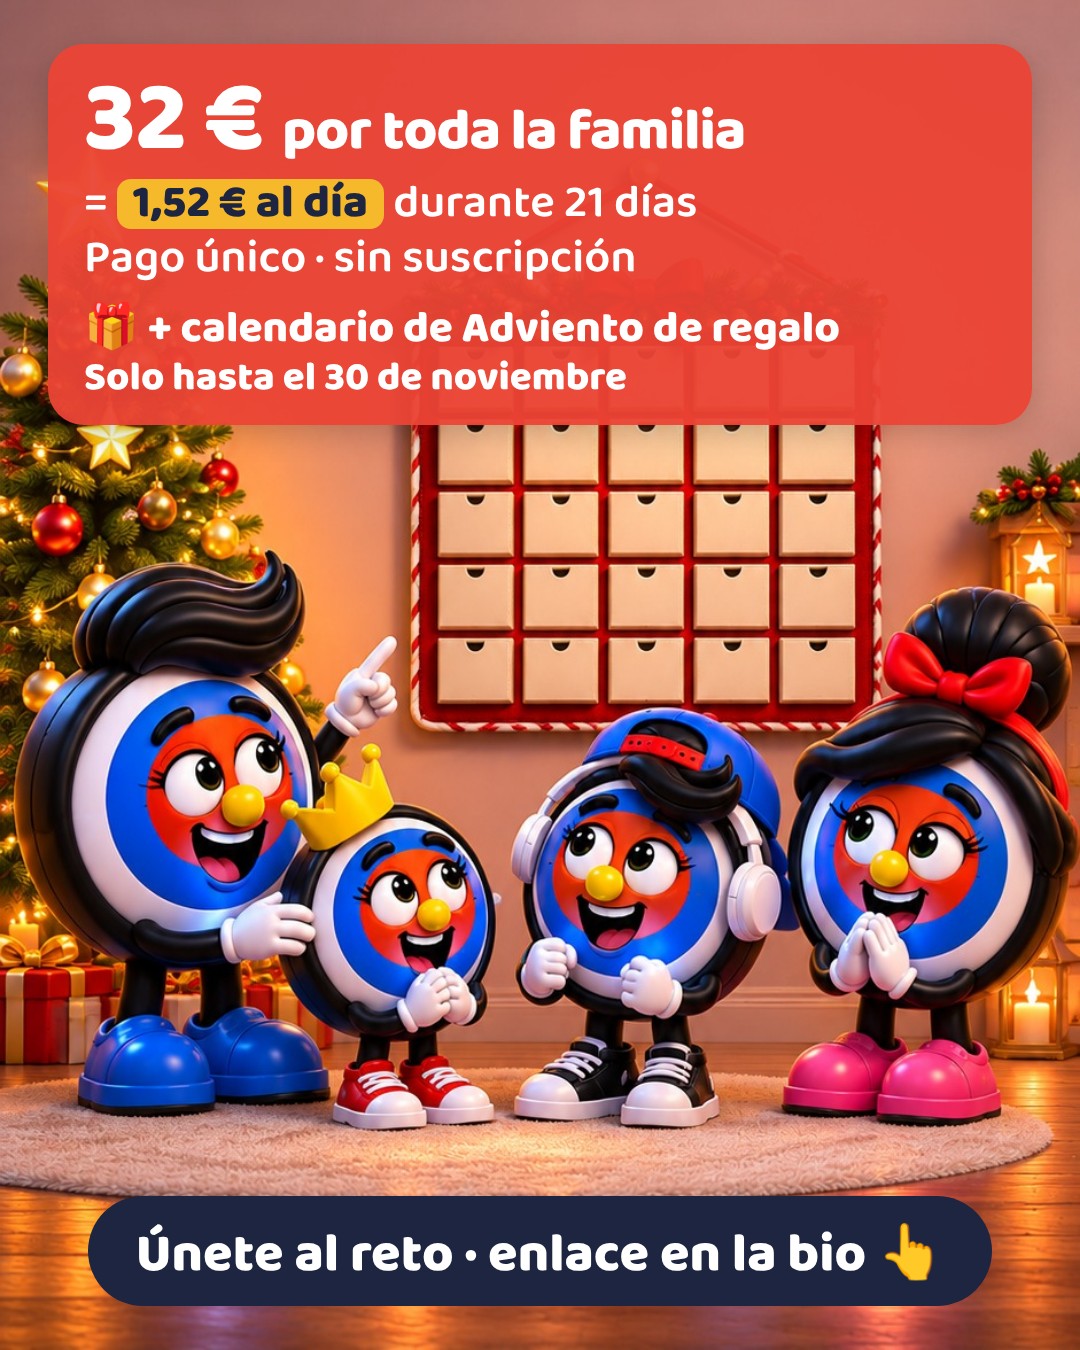 32 € por toda la familia
= 1,52 € al día durante 21 días
Pago único · sin suscripción
🎁 + calendario de Adviento de regalo
Solo hasta el 30 de noviembre
Únete al reto · enlace en la bio 👆